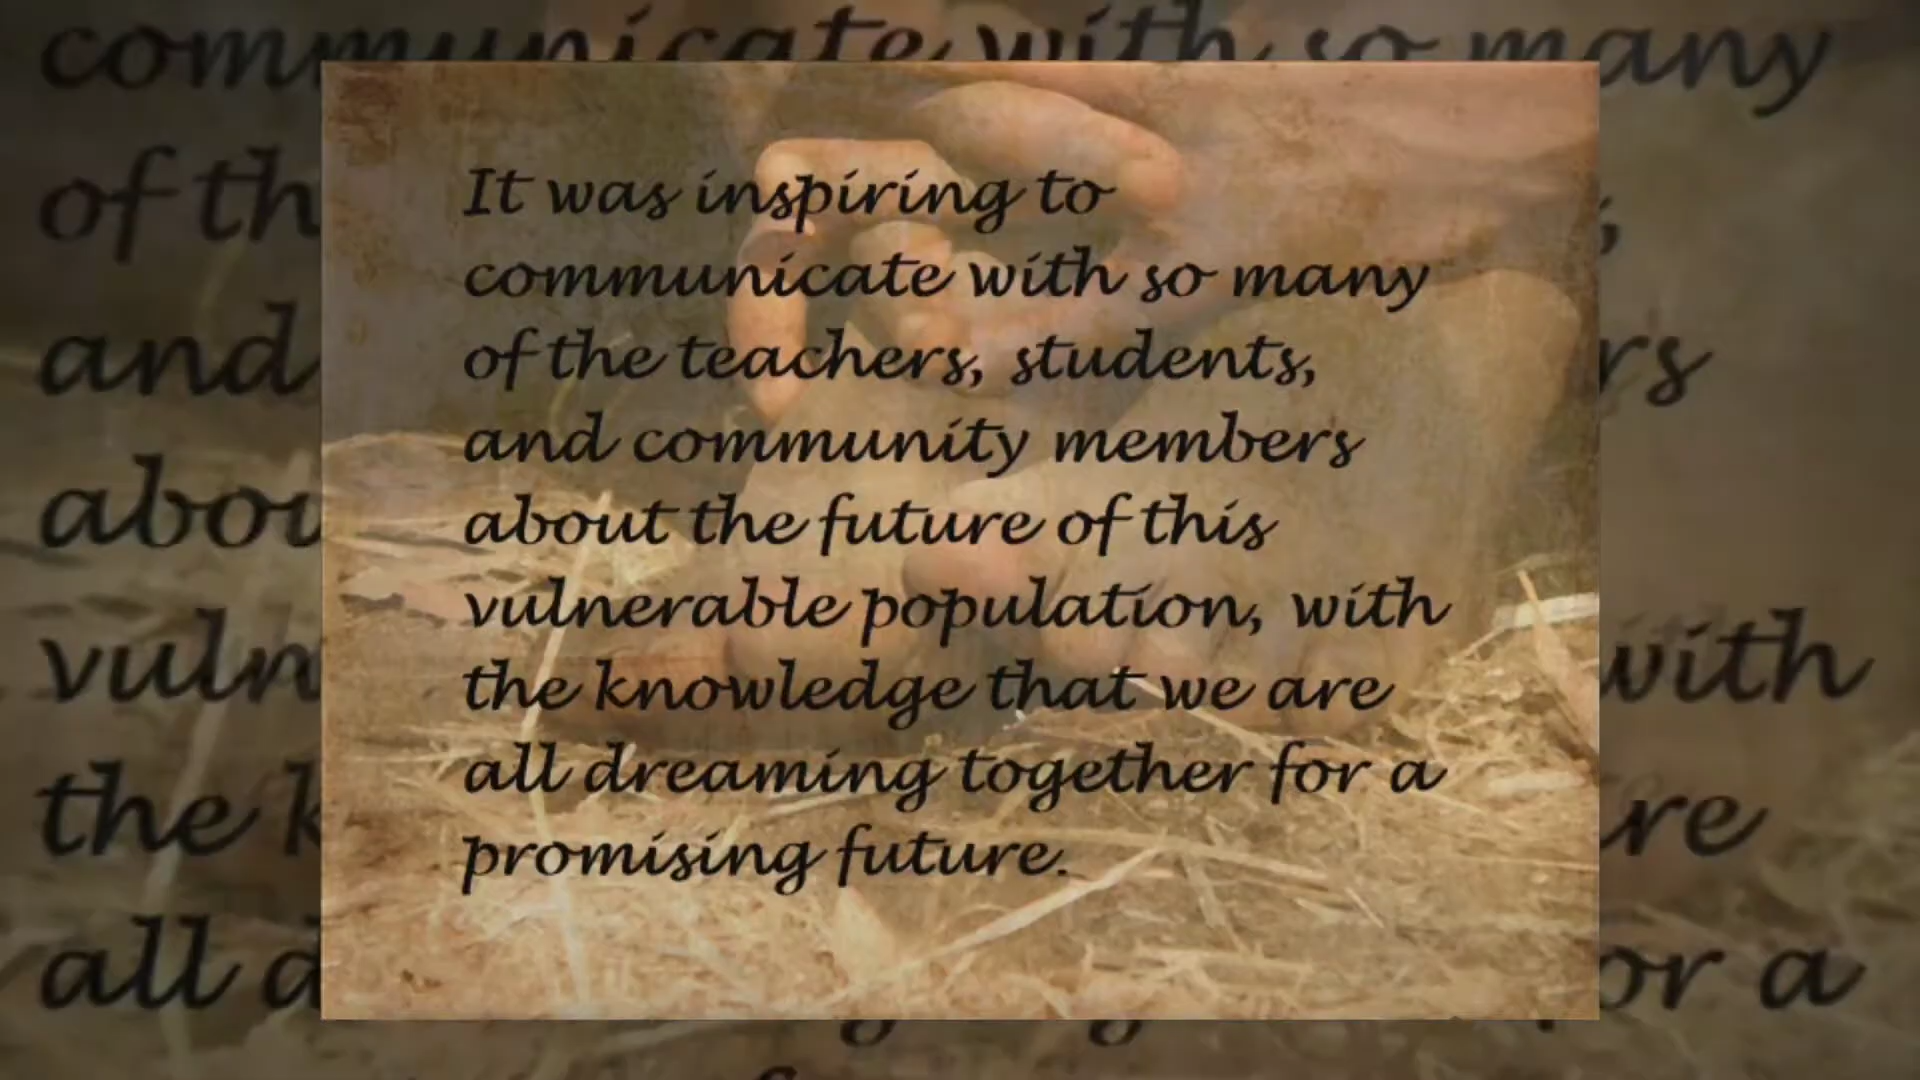 It was inspiring to
communicate with so many
of the teachers, students,
and community members
about the future of this
vulnerable population, with
the knowledge that we are
all dreaming together for a
promising future.